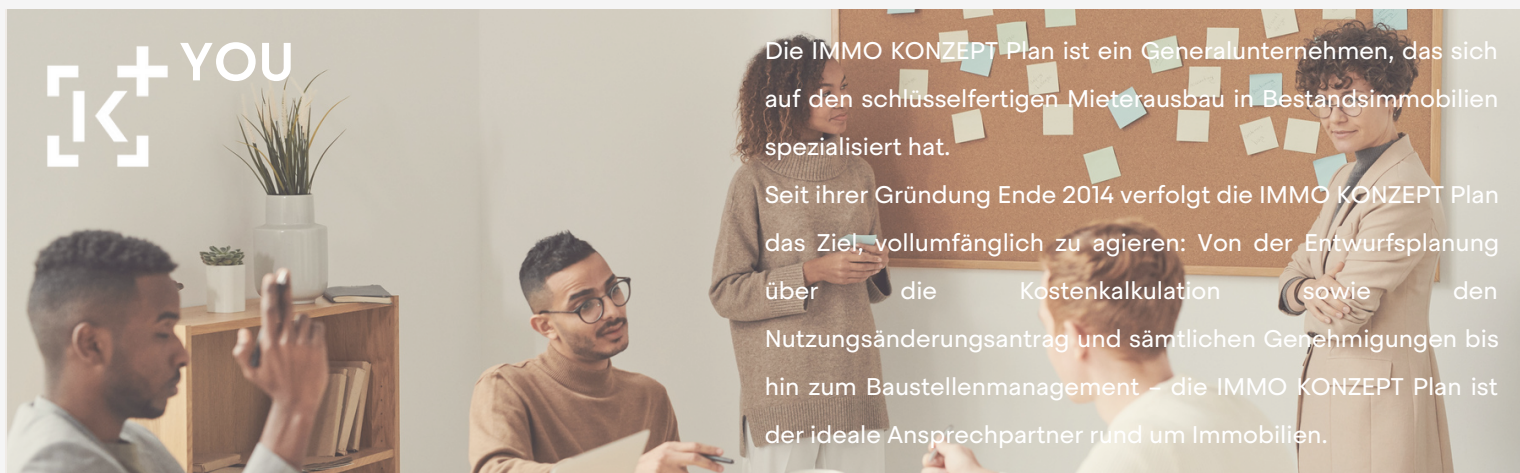 K+ YOU
Die IMMO KONZEPT Plan ist ein Generalunternehmen, das sich
auf den schlüsselfertigen Mieterausbau in Bestandsimmobilien
spezialisiert hat.
Seit ihrer Gründung Ende 2014 verfolgt die IMMO KONZEPT Plan
das Ziel, vollumfänglich zu agieren: Von der Entwurfsplanung
über die Kostenkalkulation sowie den
Nutzungsänderungsantrag und sämtlichen Genehmigungen bis
hin zum Baustellenmanagement – die IMMO KONZEPT Plan ist
der ideale Ansprechpartner rund um Immobilien.